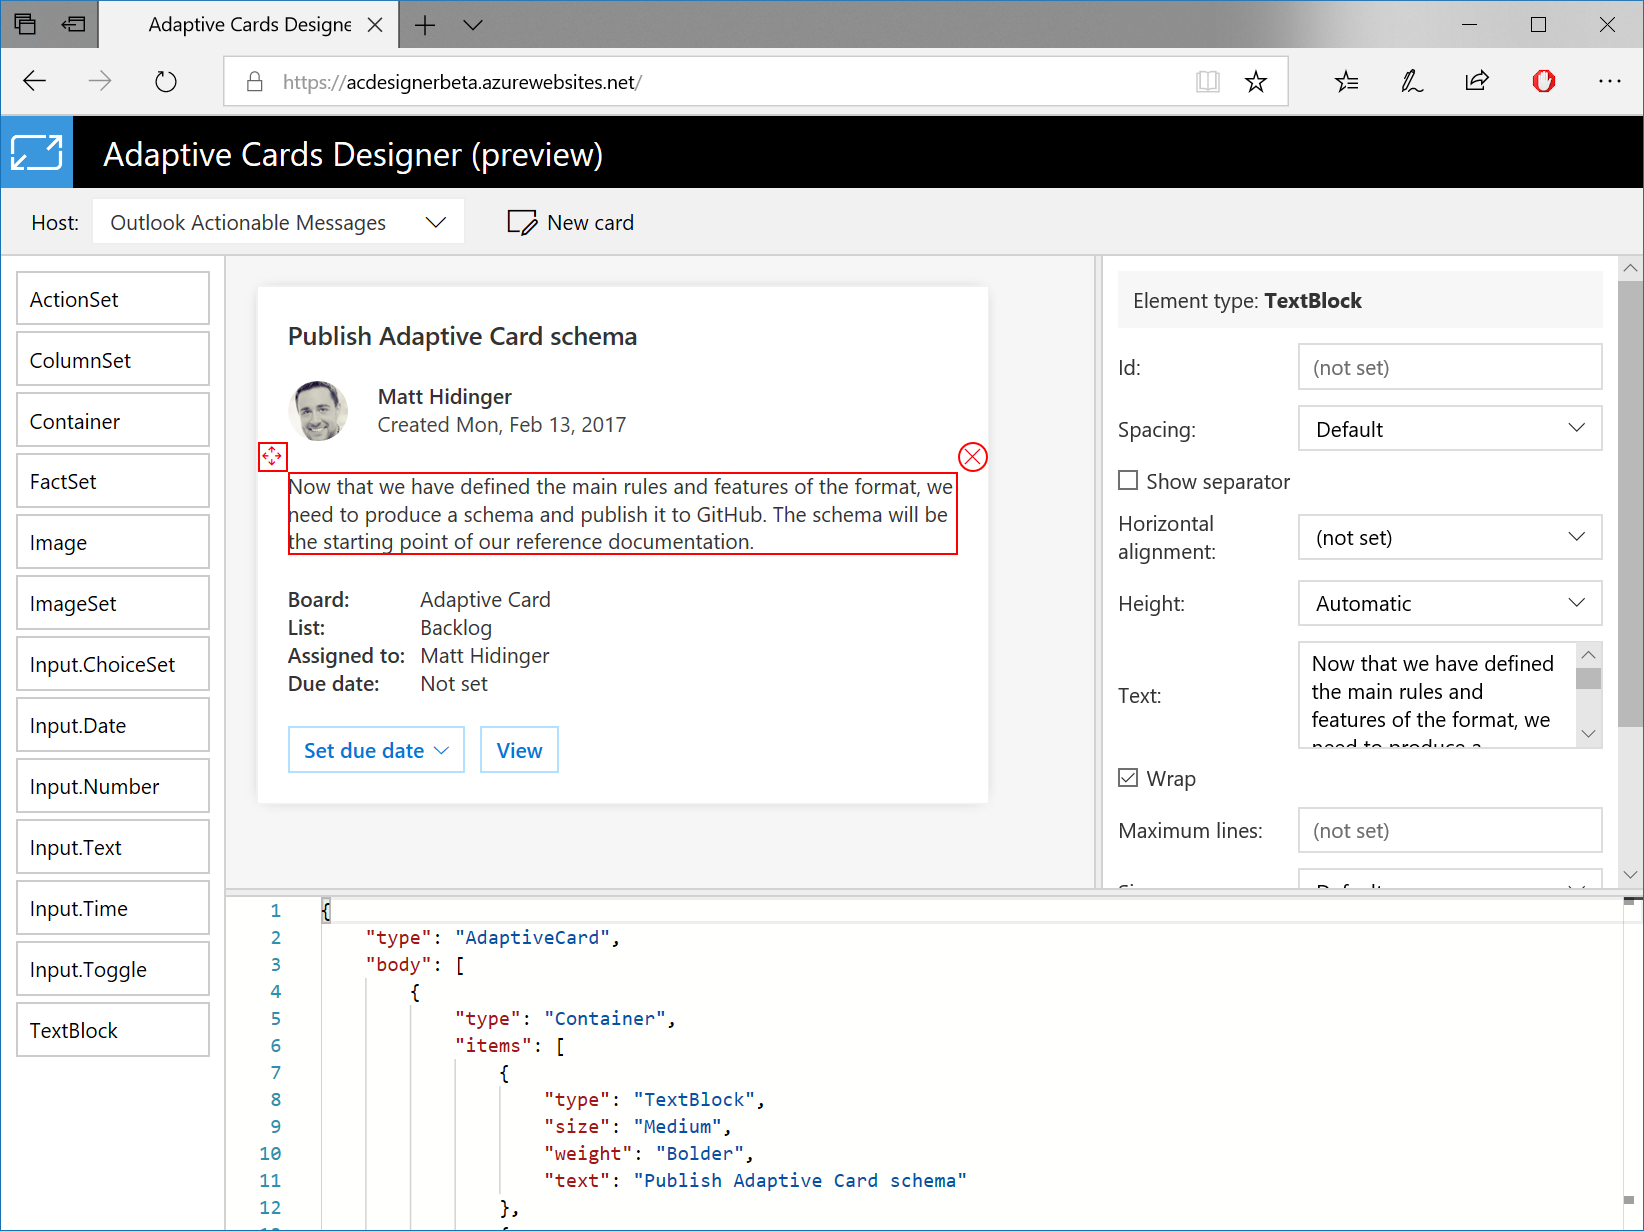 Adaptive Cards Designe
https://acdesignerbeta.azurewebsites.net/
Adaptive Cards Designer (preview)
Host:
Outlook Actionable Messages
New card
ActionSet
ColumnSet
Container
FactSet
Image
ImageSet
Input.ChoiceSet
Input.Date
Input.Number
Input.Text
Input.Time
Input.Toggle
TextBlock
Publish Adaptive Card schema
Matt Hidinger
Created Mon, Feb 13, 2017
Now that we have defined the main rules and features of the format, we
need to produce a schema and publish it to GitHub. The schema will be
the starting point of our reference documentation.
Board: Adaptive Card
List: Backlog
Assigned to: Matt Hidinger
Due date: Not set
Set due date
View
Element type: TextBlock
Id: (not set)
Spacing: Default
Show separator
Horizontal
alignment: (not set)
Height: Automatic
Text:
Now that we have defined
the main rules and
features of the format, we
need to produce a
Wrap
Maximum lines: (not set)
Default
1 {
2 "type": "AdaptiveCard",
3 "body": [
4 {
5 "type": "Container",
6 "items": [
7 {
8 "type": "TextBlock",
9 "size": "Medium",
10 "weight": "Bolder",
11 "text": "Publish Adaptive Card schema"
12 },